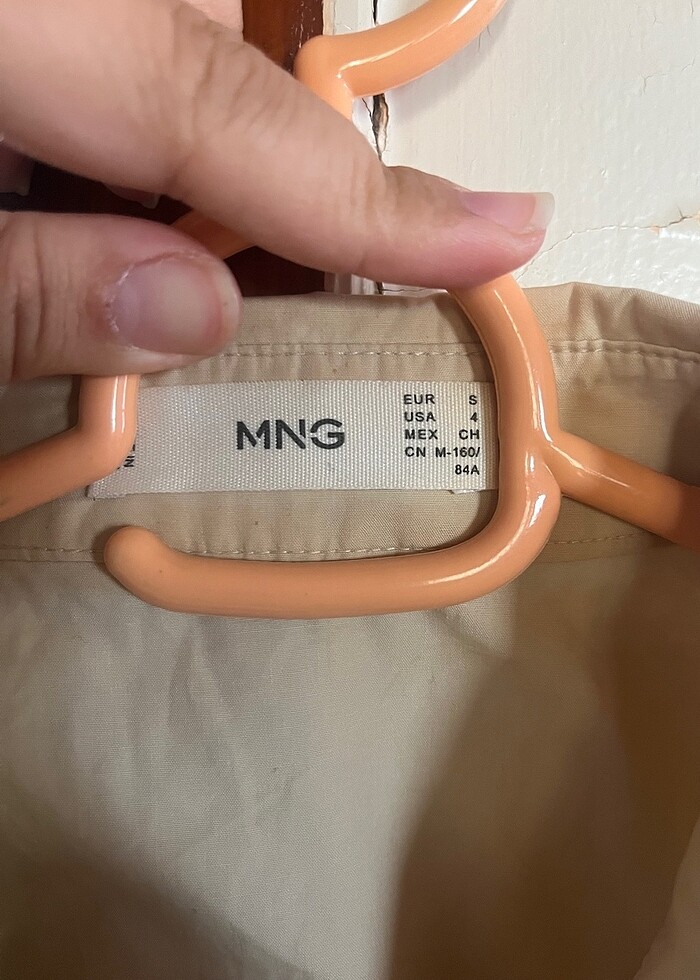 MNG
EUR S
USA 4
MEX CH
CN M-160/
84A